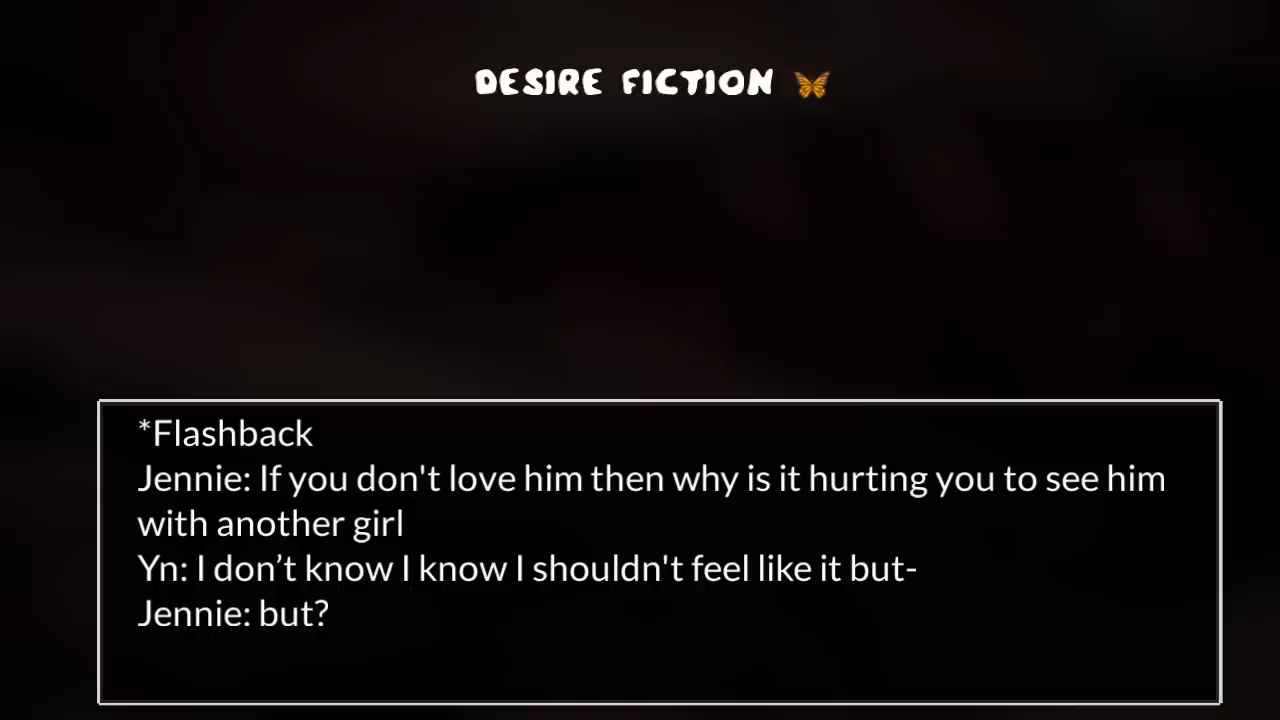 DESIRE FICTION 🦋
*Flashback
Jennie: If you don't love him then why is it hurting you to see him
with another girl
Yn: I don’t know I know I shouldn't feel like it but-
Jennie: but?